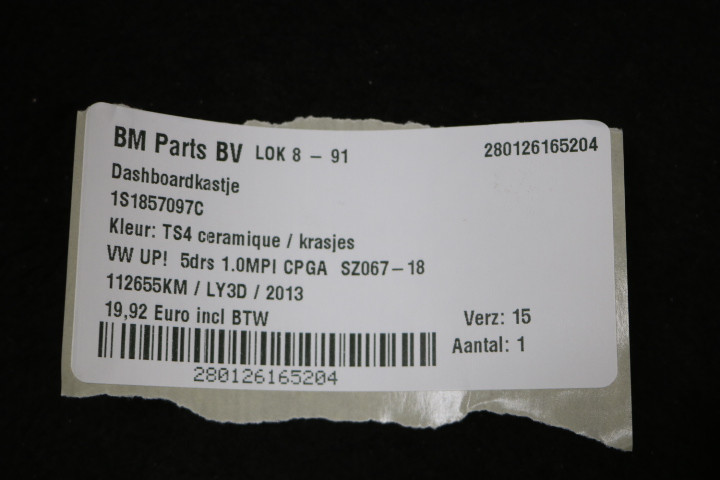 BM Parts BV LOK 8 - 91 280126165204
Dashboardkastje
1S1857097C
Kleur: TS4 ceramique / krasjes
VW UP! 5drs 1.0MPI CPGA SZ067-18
112655KM / LY3D / 2013
19,92 Euro incl BTW Verz: 15
Aantal: 1
280126165204